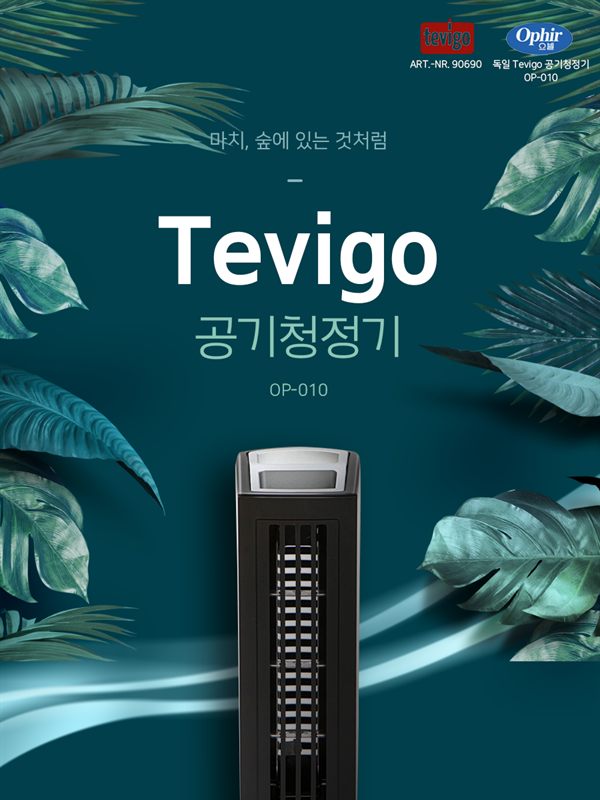 tevigo
ART.-NR. 90690
Ophir
오블
독일 Tevigo 공기청정기
OP-010
마치, 숲에 있는 것처럼
Tevigo
공기청정기
OP-010